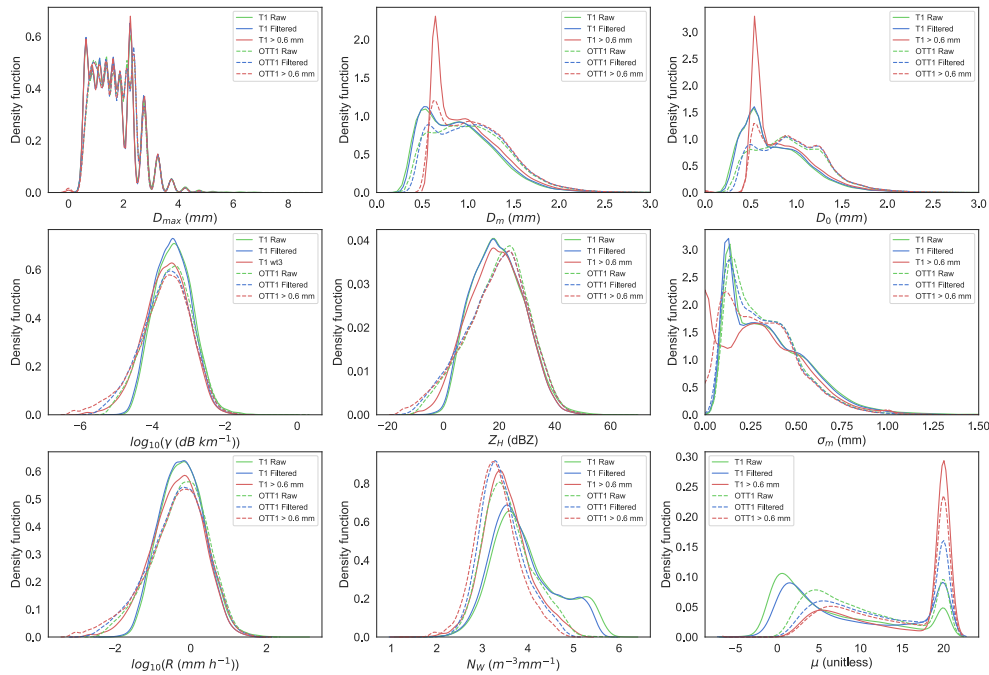 T1 Raw
T1 Filtered
T1 > 0.6 mm
OTT1 Raw
OTT1 Filtered
OTT1 > 0.6 mm
Density function
0.6
0.4
0.2
0.0
0 2 4 6 8
D_max (mm)
T1 Raw
T1 Filtered
T1 > 0.6 mm
OTT1 Raw
OTT1 Filtered
OTT1 > 0.6 mm
Density function
2.0
1.5
1.0
0.5
0.0
0.0 0.5 1.0 1.5 2.0 2.5 3.0
D_m (mm)
T1 Raw
T1 Filtered
T1 > 0.6 mm
OTT1 Raw
OTT1 Filtered
OTT1 > 0.6 mm
Density function
3.0
2.5
2.0
1.5
1.0
0.5
0.0
0.0 0.5 1.0 1.5 2.0 2.5 3.0
D_0 (mm)
T1 Raw
T1 Filtered
T1 wt3
OTT1 Raw
OTT1 Filtered
OTT1 > 0.6 mm
Density function
0.6
0.4
0.2
0.0
−6 −4 −2 0
log_10(γ (dB km^−1))
T1 Raw
T1 Filtered
T1 > 0.6 mm
OTT1 Raw
OTT1 Filtered
OTT1 > 0.6 mm
Density function
0.04
0.03
0.02
0.01
0.00
−20 0 20 40 60
Z_H (dBZ)
T1 Raw
T1 Filtered
T1 > 0.6 mm
OTT1 Raw
OTT1 Filtered
OTT1 > 0.6 mm
Density function
3.0
2.5
2.0
1.5
1.0
0.5
0.0
0.00 0.25 0.50 0.75 1.00 1.25 1.50
σ_m (mm)
T1 Raw
T1 Filtered
T1 > 0.6 mm
OTT1 Raw
OTT1 Filtered
OTT1 > 0.6 mm
Density function
0.6
0.5
0.4
0.3
0.2
0.1
0.0
−2 0 2
log_10(R (mm h^−1))
T1 Raw
T1 Filtered
T1 > 0.6 mm
OTT1 Raw
OTT1 Filtered
OTT1 > 0.6 mm
Density function
0.8
0.6
0.4
0.2
0.0
1 2 3 4 5 6
N_W (m^−3mm^−1)
T1 Raw
T1 Filtered
T1 > 0.6 mm
OTT1 Raw
OTT1 Filtered
OTT1 > 0.6 mm
Density function
0.30
0.25
0.20
0.15
0.10
0.05
0.00
−5 0 5 10 15 20
μ (unitless)